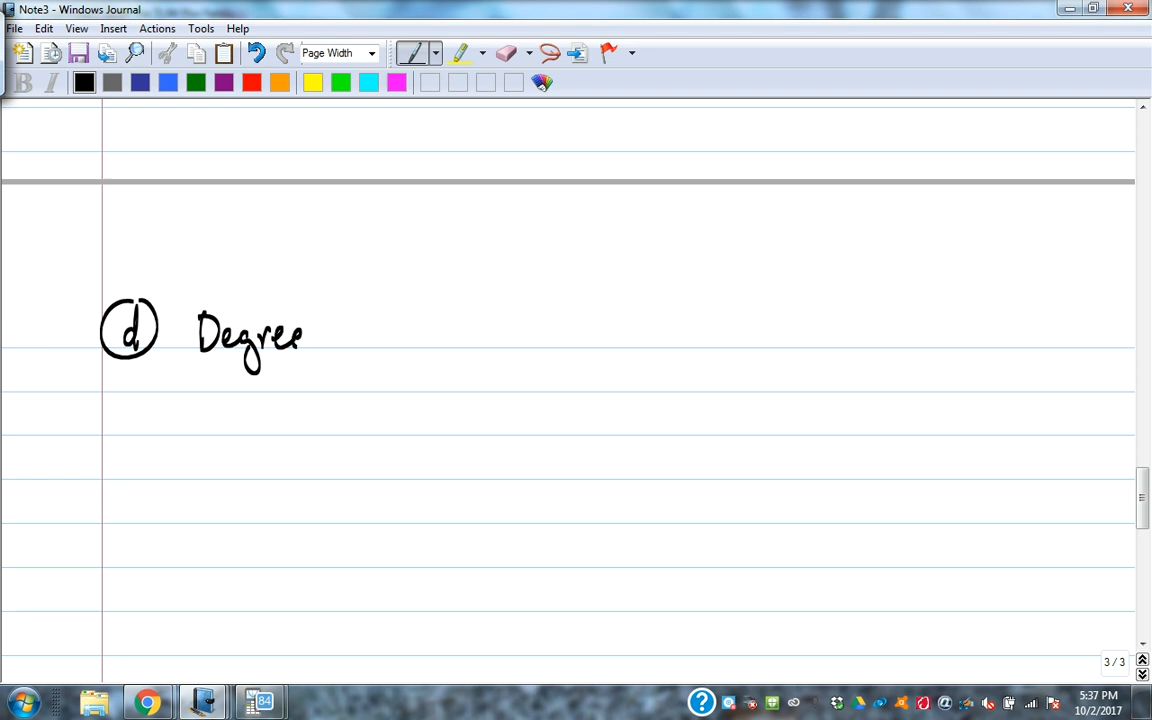 Note3 - Windows Journal
File Edit View Insert Actions Tools Help
Page Width
B I
d Degree
3 / 3
84
5:37 PM
10/2/2017